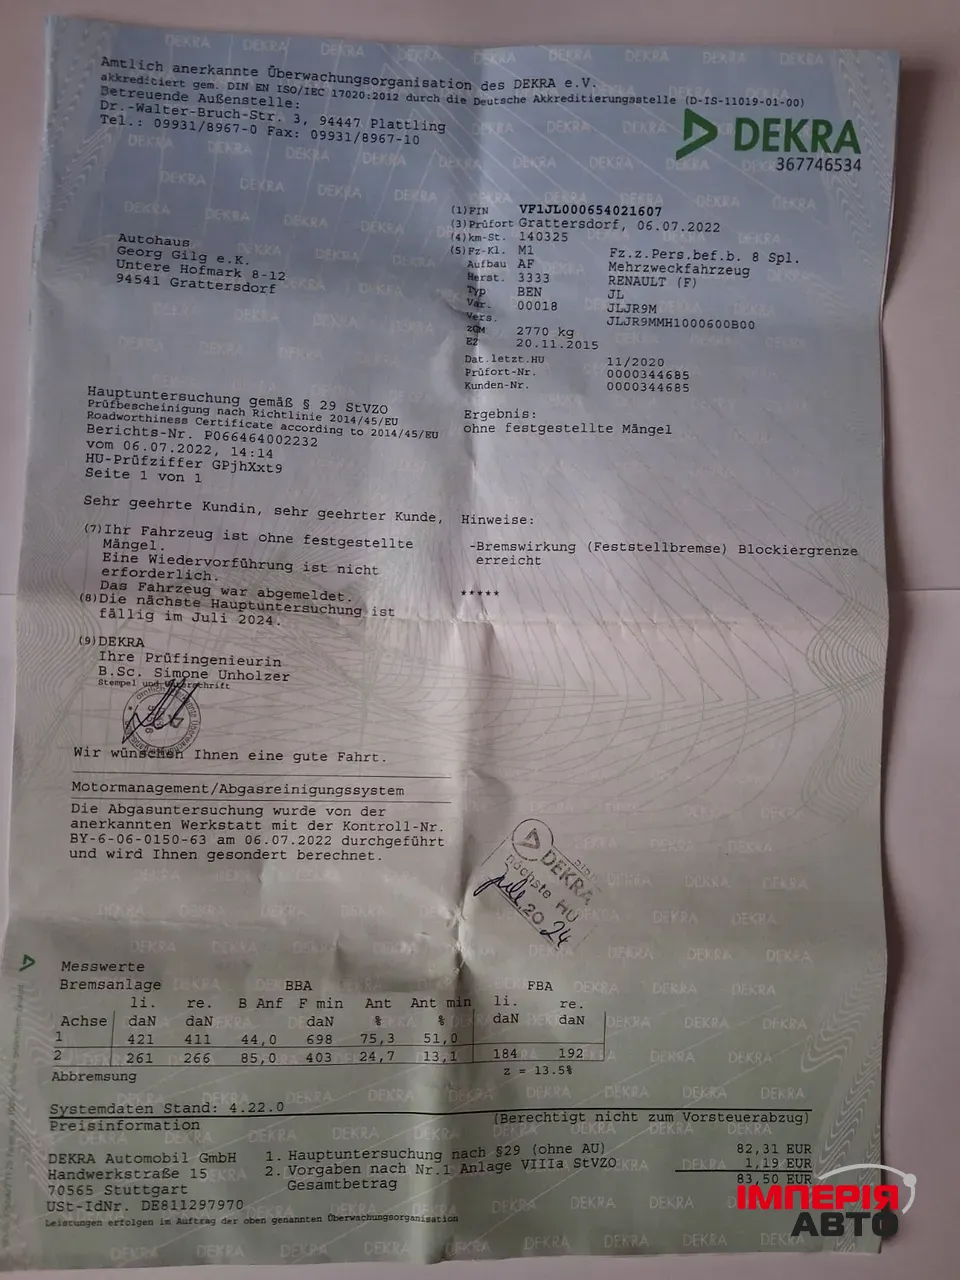 Amtlich anerkannte Überwachungsorganisation des DEKRA e.V.
akkreditiert gem. DIN EN ISO/IEC 17020:2012 durch die Deutsche Akkreditierungsstelle (D-IS-11019-01-00)
Betreuende Außenstelle:
Dr.-Walter-Bruch-Str. 3, 94447 Plattling
Tel.: 09931/8967-0 Fax: 09931/8967-10
DEKRA
367746534
Autohaus
Georg Gilg e.K.
Untere Hofmark 8-12
94541 Grattersdorf
(1)FIN VF1JL000654021607
(3)Prüfort Grattersdorf, 06.07.2022
(4)km-St. 140325
(5)Fz-Kl. M1 Fz.z.Pers.bef.b. 8 Spl.
Aufbau AF Mehrzweckfahrzeug
Herst. 3333 RENAULT (F)
Typ BEN JL
Var. 00018 JLJR9M
Vers. JLJR9MMH1000600B00
zGM 2770 kg
EZ 20.11.2015
Dat.letzt.HU 11/2020
Prüfort-Nr. 0000344685
Kunden-Nr. 0000344685
Hauptuntersuchung gemäß § 29 StVZO
Prüfbescheinigung nach Richtlinie 2014/45/EU
Roadworthiness Certificate according to 2014/45/EU
Berichts-Nr. P066464002232
vom 06.07.2022, 14:14
HU-Prüfziffer GPjhXxt9
Seite 1 von 1
Ergebnis:
ohne festgestellte Mängel
Sehr geehrte Kundin, sehr geehrter Kunde,
(7)Ihr Fahrzeug ist ohne festgestellte
Mängel.
Eine Wiedervorführung ist nicht
erforderlich.
Das Fahrzeug war abgemeldet.
(8)Die nächste Hauptuntersuchung ist
fällig im Juli 2024.
(9)DEKRA
Ihre Prüfingenieurin
B.Sc. Simone Unholzer
Stempel und Unterschrift
Wir wünschen Ihnen eine gute Fahrt.
Hinweise:
-Bremswirkung (Feststellbremse) Blockiergrenze
erreicht
*****
Motormanagement/Abgasreinigungssystem
Die Abgasuntersuchung wurde von der
anerkannten Werkstatt mit der Kontroll-Nr.
BY-6-06-0150-63 am 06.07.2022 durchgeführt
und wird Ihnen gesondert berechnet.
DEKRA
nächste HU
Juli 2024
Messwerte
Bremsanlage BBA FBA
li. re. B Anf F min Ant Ant min li. re.
Achse daN daN daN % % daN daN
1 421 411 44,0 698 75,3 51,0
2 261 266 85,0 403 24,7 13,1 184 192
Abbremsung z = 13.5%
Systemdaten Stand: 4.22.0
Preisinformation (Berechtigt nicht zum Vorsteuerabzug)
DEKRA Automobil GmbH
Handwerkstraße 15
70565 Stuttgart
USt-IdNr. DE811297970
1. Hauptuntersuchung nach §29 (ohne AU) 82,31 EUR
2. Vorgaben nach Nr.1 Anlage VIIIa StVZO 1,19 EUR
Gesamtbetrag 83,50 EUR
Leistungen erfolgen im Auftrag der oben genannten Überwachungsorganisation
ІМПЕРІЯ
АВТО